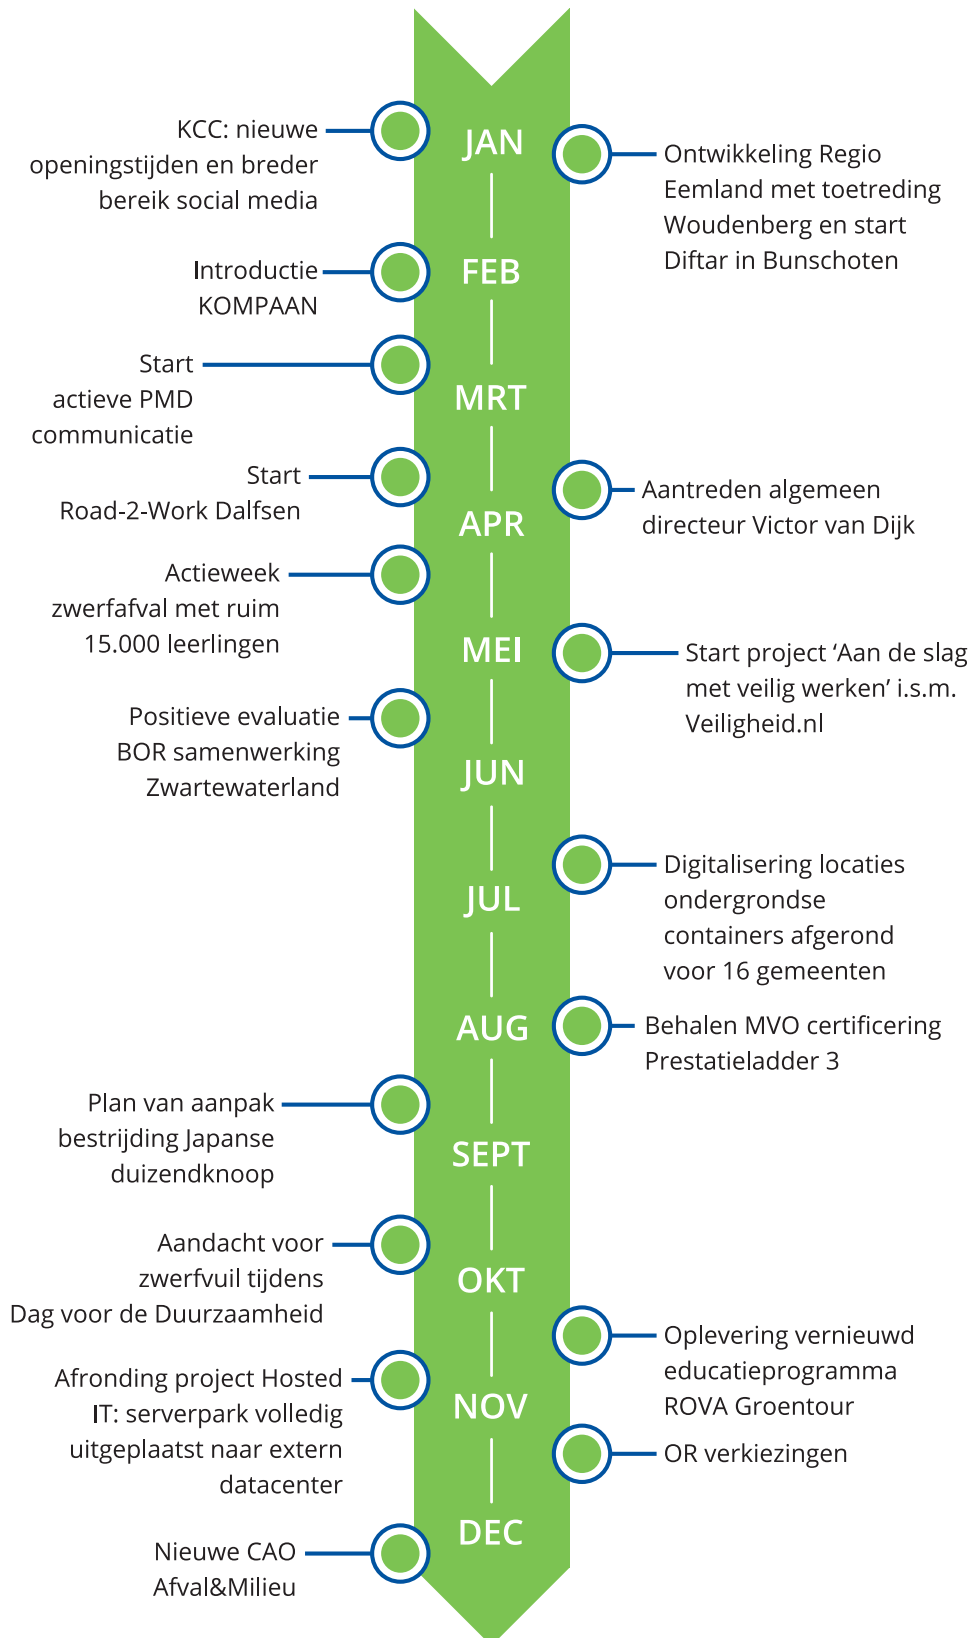 KCC: nieuwe
openingstijden en breder
bereik social media
JAN
Ontwikkeling Regio
Eemland met toetreding
Woudenberg en start
Diftar in Bunschoten
Introductie
KOMPAAN
FEB
Start
actieve PMD
communicatie
MRT
Start
Road-2-Work Dalfsen
Aantreden algemeen
directeur Victor van Dijk
APR
Actieweek
zwerfafval met ruim
15.000 leerlingen
MEI
Start project ‘Aan de slag
met veilig werken’ i.s.m.
Veiligheid.nl
Positieve evaluatie
BOR samenwerking
Zwartewaterland
JUN
Digitalisering locaties
ondergrondse
containers afgerond
voor 16 gemeenten
JUL
AUG
Behalen MVO certificering
Prestatieladder 3
Plan van aanpak
bestrijding Japanse
duizendknoop
SEPT
Aandacht voor
zwerfvuil tijdens
Dag voor de Duurzaamheid
OKT
Oplevering vernieuwd
educatieprogramma
ROVA Groentour
Afronding project Hosted
IT: serverpark volledig
uitgeplaatst naar extern
datacenter
NOV
OR verkiezingen
DEC
Nieuwe CAO
Afval&Milieu